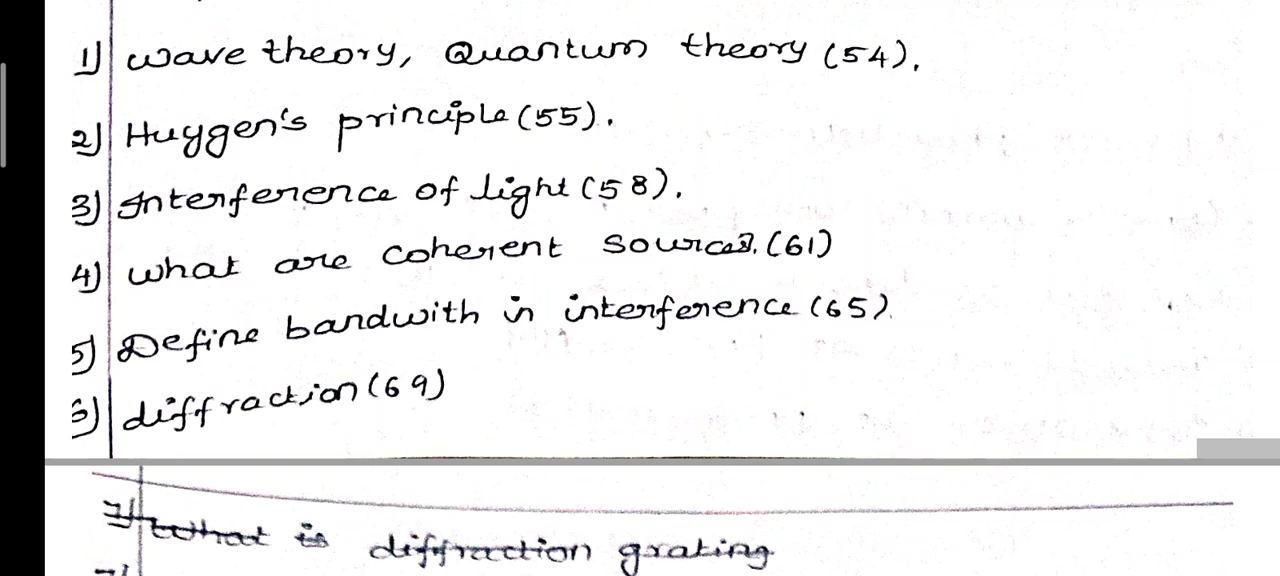 1) wave theory, Quantum theory (54).
2) Huygen's principle (55).
3) Interference of light (58).
4) what are coherent sources. (61)
5) Define bandwith in interference (65).
6) diffraction (69)
7) What is diffraction grating